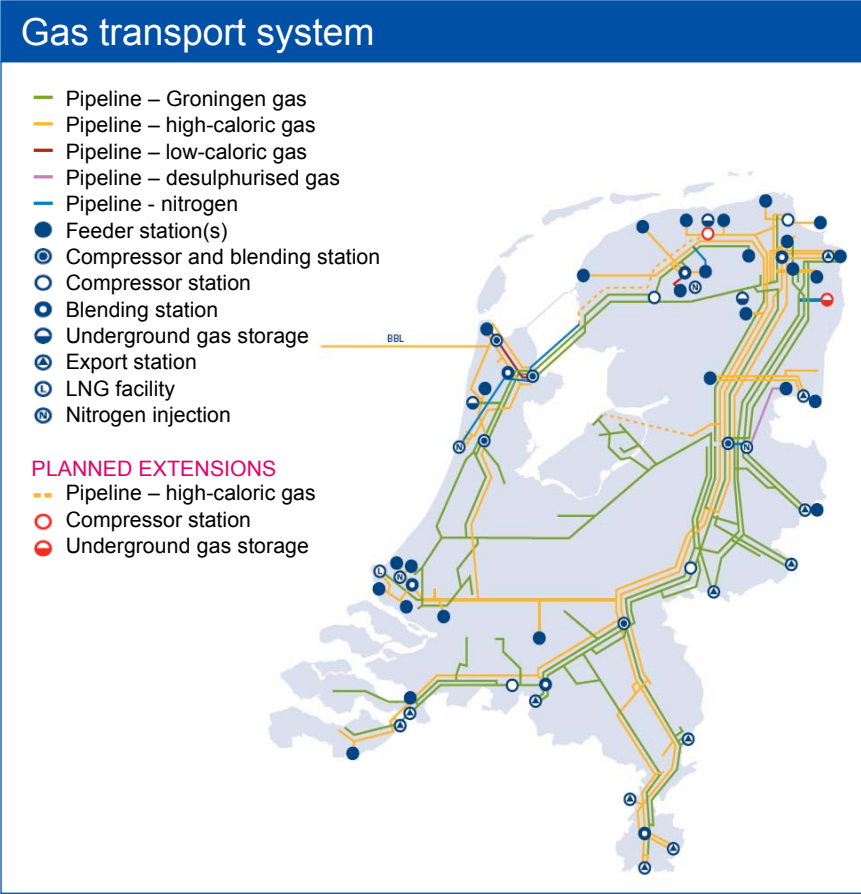 Gas transport system
Pipeline – Groningen gas
Pipeline – high-caloric gas
Pipeline – low-caloric gas
Pipeline – desulphurised gas
Pipeline - nitrogen
Feeder station(s)
Compressor and blending station
Compressor station
Blending station
Underground gas storage
Export station
L LNG facility
N Nitrogen injection
PLANNED EXTENSIONS
Pipeline – high-caloric gas
Compressor station
Underground gas storage
BBL
N
N
N
L
N